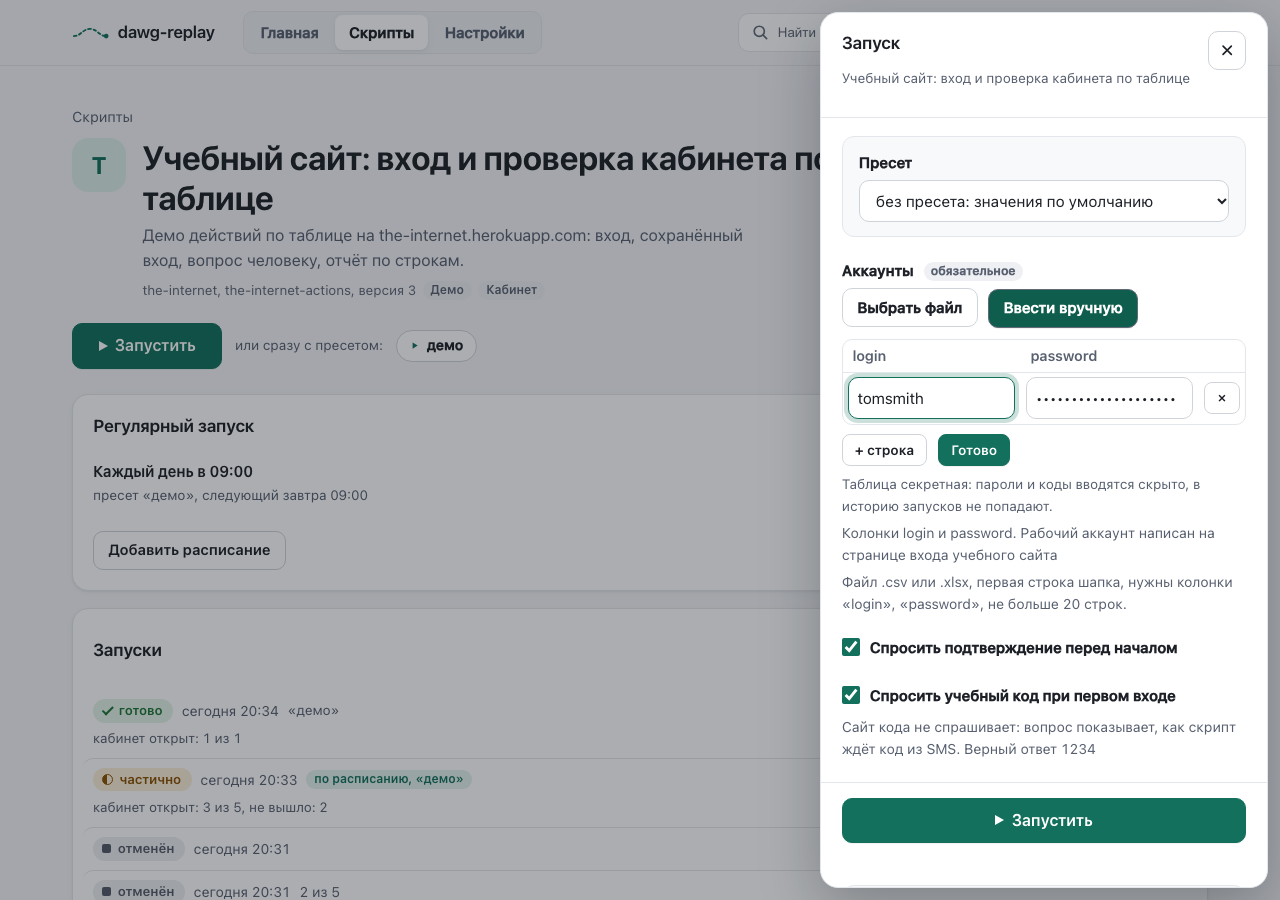 dawg-replay
Главная
Скрипты
Настройки
Найти
Скрипты
Т
Учебный сайт: вход и проверка кабинета по
таблице
Демо действий по таблице на the-internet.herokuapp.com: вход, сохранённый
вход, вопрос человеку, отчёт по строкам.
the-internet, the-internet-actions, версия 3 Демо Кабинет
Запустить
или сразу с пресетом:
демо
Регулярный запуск
Каждый день в 09:00
пресет «демо», следующий завтра 09:00
Добавить расписание
Запуски
готово сегодня 20:34 «демо»
кабинет открыт: 1 из 1
частично сегодня 20:33 по расписанию, «демо»
кабинет открыт: 3 из 5, не вышло: 2
отменён сегодня 20:31
отменён сегодня 20:31 2 из 5
Запуск
Учебный сайт: вход и проверка кабинета по таблице
Пресет
без пресета: значения по умолчанию
Аккаунты обязательное
Выбрать файл
Ввести вручную
login password
tomsmith
+ строка
Готово
Таблица секретная: пароли и коды вводятся скрыто, в
историю запусков не попадают.
Колонки login и password. Рабочий аккаунт написан на
странице входа учебного сайта
Файл .csv или .xlsx, первая строка шапка, нужны колонки
«login», «password», не больше 20 строк.
Спросить подтверждение перед началом
Спросить учебный код при первом входе
Сайт кода не спрашивает: вопрос показывает, как скрипт
ждёт код из SMS. Верный ответ 1234
Запустить